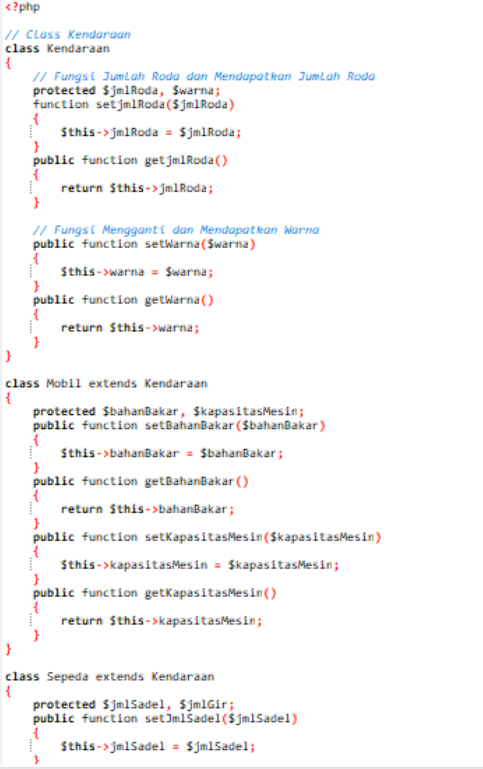 <?php
// Class Kendaraan
class Kendaraan
{
    // Fungsi Jumlah Roda dan Mendapatkan Jumlah Roda
    protected $jmlRoda, $warna;
    function setjmlRoda($jmlRoda)
    {
        $this->jmlRoda = $jmlRoda;
    }
    public function getjmlRoda()
    {
        return $this->jmlRoda;
    }
    // Fungsi Mengganti dan Mendapatkan Warna
    public function setWarna($warna)
    {
        $this->warna = $warna;
    }
    public function getWarna()
    {
        return $this->warna;
    }
}
class Mobil extends Kendaraan
{
    protected $bahanBakar, $kapasitasMesin;
    public function setBahanBakar($bahanBakar)
    {
        $this->bahanBakar = $bahanBakar;
    }
    public function getBahanBakar()
    {
        return $this->bahanBakar;
    }
    public function setKapasitasMesin($kapasitasMesin)
    {
        $this->kapasitasMesin = $kapasitasMesin;
    }
    public function getKapasitasMesin()
    {
        return $this->kapasitasMesin;
    }
}
class Sepeda extends Kendaraan
{
    protected $jmlSadel, $jmlGir;
    public function setJmlSadel($jmlSadel)
    {
        $this->jmlSadel = $jmlSadel;
    }